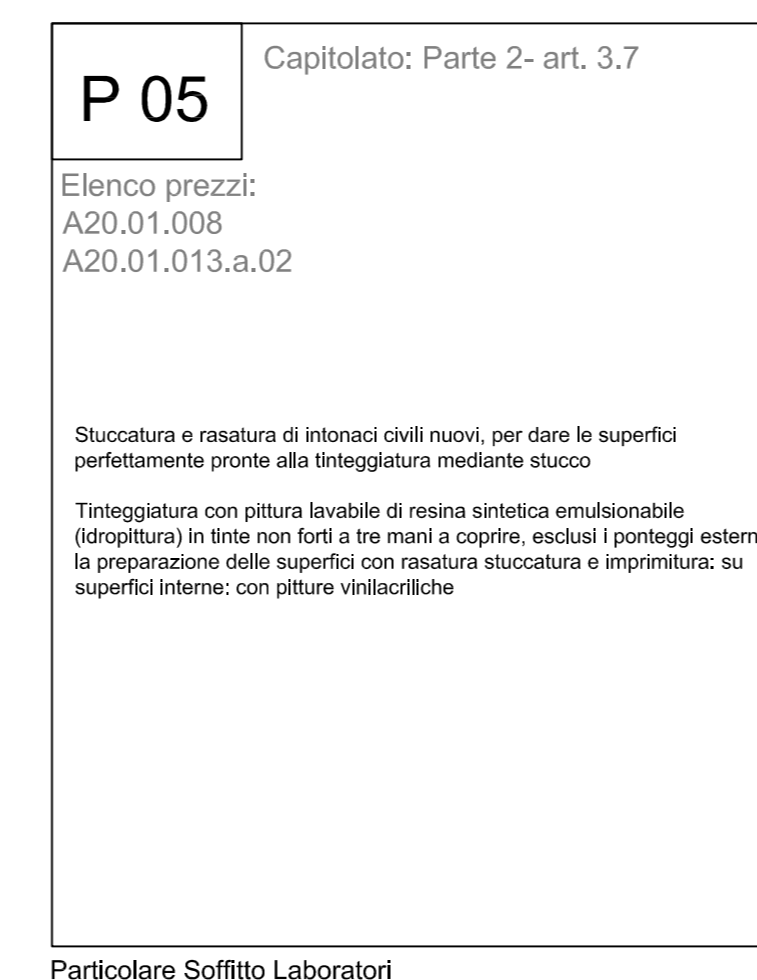 P 05
Capitolato: Parte 2- art. 3.7
Elenco prezzi:
A20.01.008
A20.01.013.a.02
Stuccatura e rasatura di intonaci civili nuovi, per dare le superfici
perfettamente pronte alla tinteggiatura mediante stucco
Tinteggiatura con pittura lavabile di resina sintetica emulsionabile
(idropittura) in tinte non forti a tre mani a coprire, esclusi i ponteggi estern
la preparazione delle superfici con rasatura stuccatura e imprimitura: su
superfici interne: con pitture vinilacriliche
Particolare Soffitto Laboratori